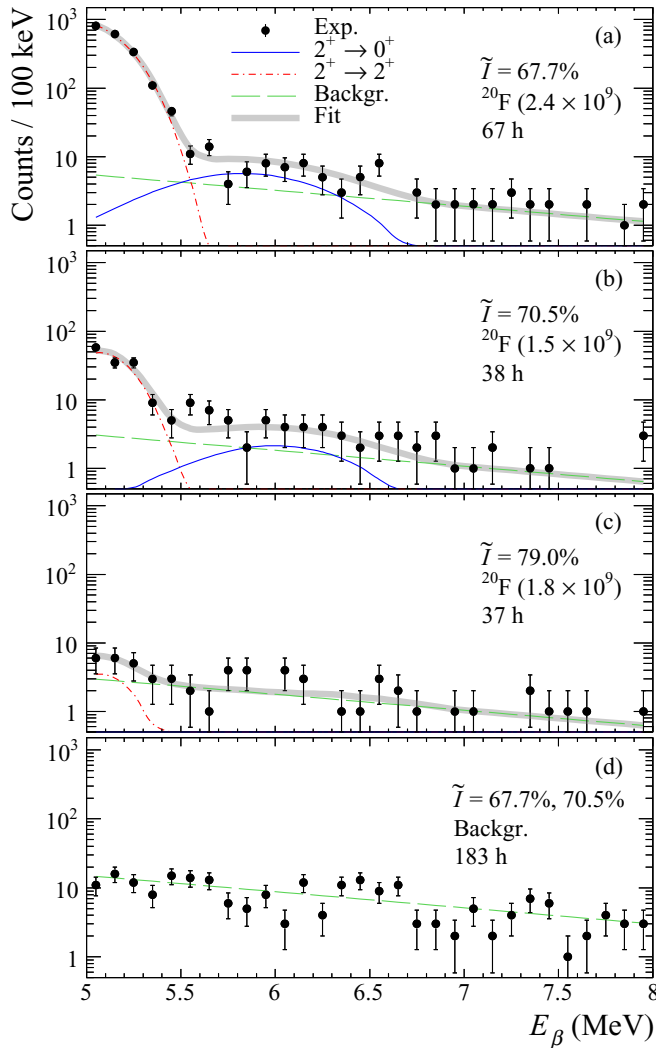 Counts / 100 keV
10³
10²
10
1
Exp.
2⁺ → 0⁺
2⁺ → 2⁺
Backgr.
Fit
(a)
Ĩ = 67.7%
²⁰F (2.4 × 10⁹)
67 h
10³
10²
10
1
(b)
Ĩ = 70.5%
²⁰F (1.5 × 10⁹)
38 h
10³
10²
10
1
(c)
Ĩ = 79.0%
²⁰F (1.8 × 10⁹)
37 h
10³
10²
10
1
(d)
Ĩ = 67.7%, 70.5%
Backgr.
183 h
5 5.5 6 6.5 7 7.5 8
E_β (MeV)